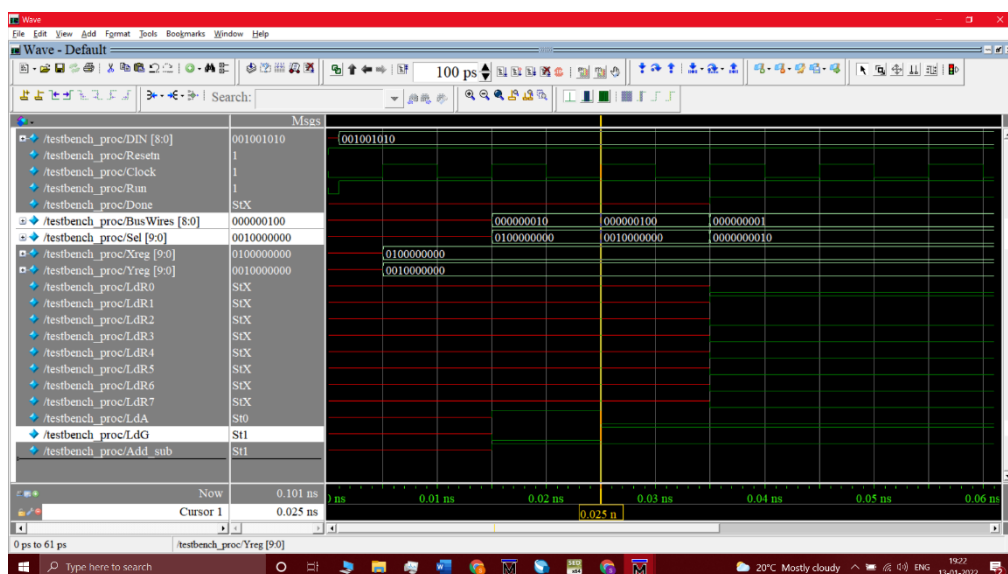 Wave
File Edit View Add Format Tools Bookmarks Window Help
Wave - Default
100 ps
Search:
Msgs
/testbench_proc/DIN [8:0] 001001010 001001010
/testbench_proc/Resetn 1
/testbench_proc/Clock 1
/testbench_proc/Run 1
/testbench_proc/Done StX
/testbench_proc/BusWires [8:0] 000000100 000000010 000000100 000000001
/testbench_proc/Sel [9:0] 0010000000 0100000000 0010000000 0000000010
/testbench_proc/Xreg [9:0] 0100000000 0100000000
/testbench_proc/Yreg [9:0] 0010000000 0010000000
/testbench_proc/LdR0 StX
/testbench_proc/LdR1 StX
/testbench_proc/LdR2 StX
/testbench_proc/LdR3 StX
/testbench_proc/LdR4 StX
/testbench_proc/LdR5 StX
/testbench_proc/LdR6 StX
/testbench_proc/LdR7 StX
/testbench_proc/LdA St0
/testbench_proc/LdG St1
/testbench_proc/Add_sub St1
Now 0.101 ns 0 ns 0.01 ns 0.02 ns 0.03 ns 0.04 ns 0.05 ns 0.06 ns
Cursor 1 0.025 ns 0.025 n
0 ps to 61 ps /testbench_proc/Yreg [9:0]
Type here to search 20°C Mostly cloudy ENG 19:22
13-01-2022